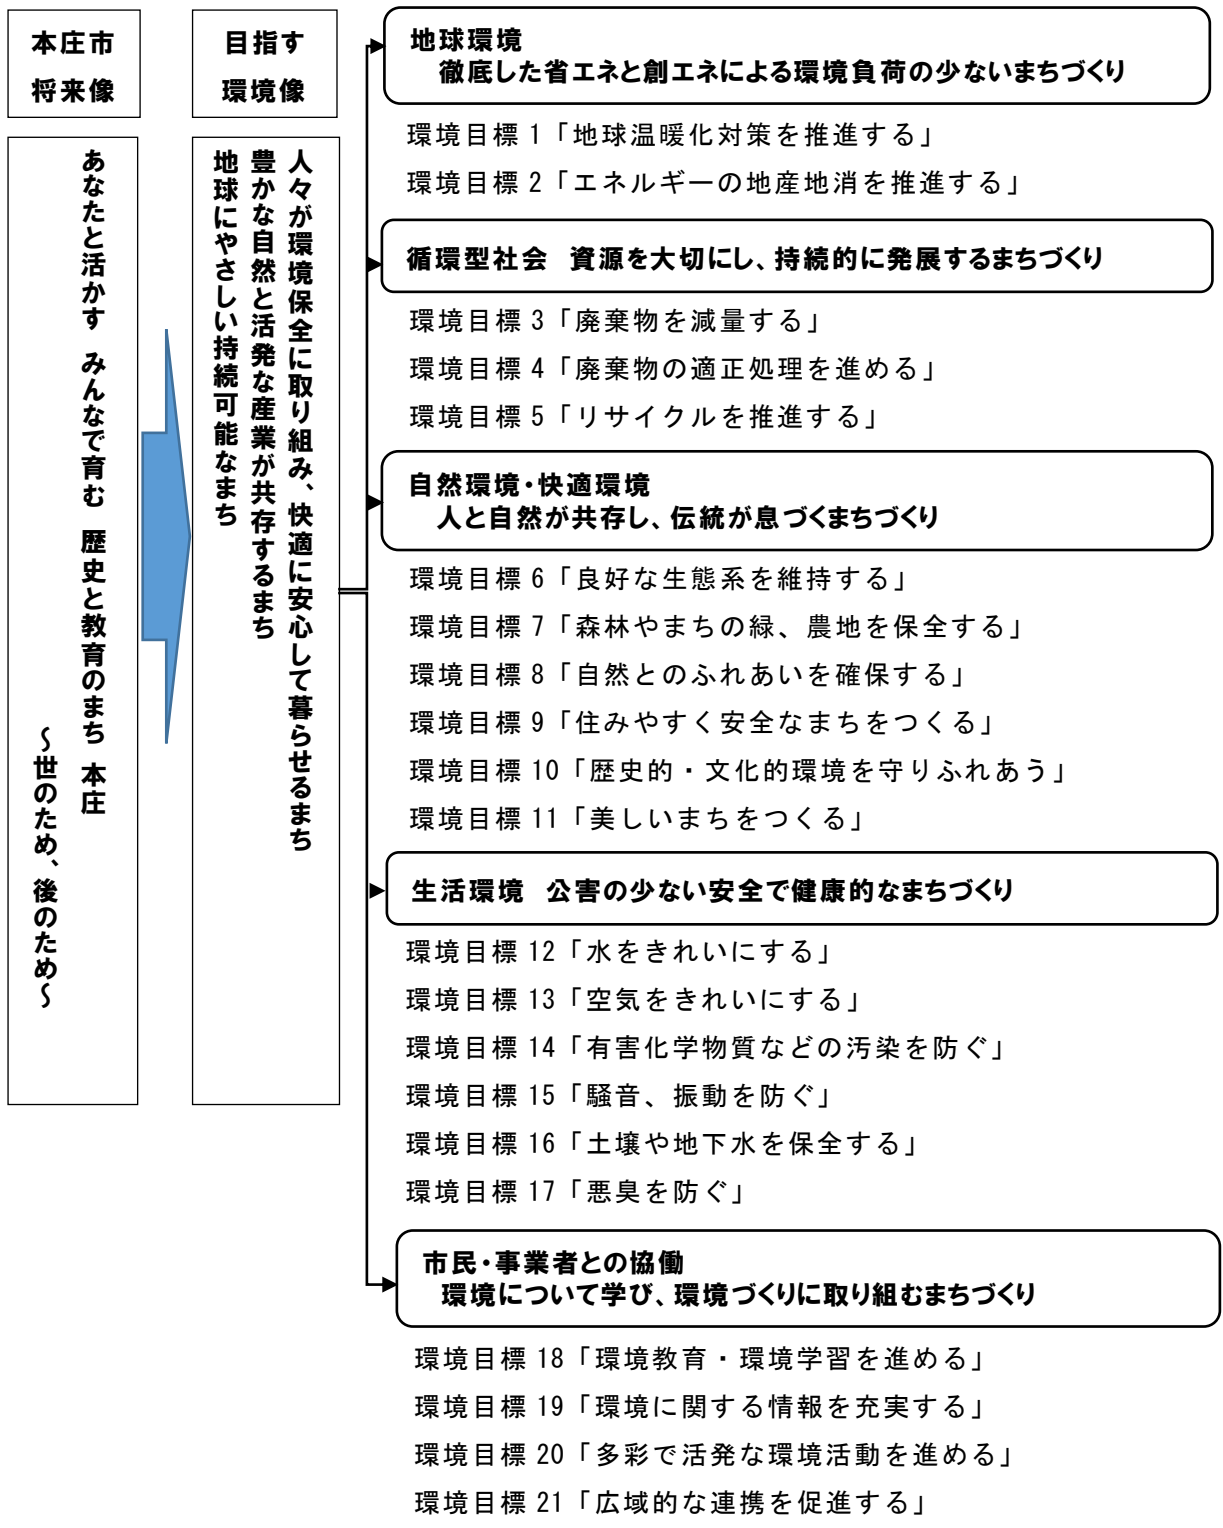 本庄市
将来像
あなたと活かす みんなで育む 歴史と教育のまち 本庄
~世のため、後のため~
目指す
環境像
人々が環境保全に取り組み、快適に安心して暮らせるまち
豊かな自然と活発な産業が共存するまち
地球にやさしい持続可能なまち
地球環境
徹底した省エネと創エネによる環境負荷の少ないまちづくり
環境目標 1「地球温暖化対策を推進する」
環境目標 2「エネルギーの地産地消を推進する」
循環型社会 資源を大切にし、持続的に発展するまちづくり
環境目標 3「廃棄物を減量する」
環境目標 4「廃棄物の適正処理を進める」
環境目標 5「リサイクルを推進する」
自然環境・快適環境
人と自然が共存し、伝統が息づくまちづくり
環境目標 6「良好な生態系を維持する」
環境目標 7「森林やまちの緑、農地を保全する」
環境目標 8「自然とのふれあいを確保する」
環境目標 9「住みやすく安全なまちをつくる」
環境目標 10「歴史的・文化的環境を守りふれあう」
環境目標 11「美しいまちをつくる」
生活環境 公害の少ない安全で健康的なまちづくり
環境目標 12「水をきれいにする」
環境目標 13「空気をきれいにする」
環境目標 14「有害化学物質などの汚染を防ぐ」
環境目標 15「騒音、振動を防ぐ」
環境目標 16「土壌や地下水を保全する」
環境目標 17「悪臭を防ぐ」
市民・事業者との協働
環境について学び、環境づくりに取り組むまちづくり
環境目標 18「環境教育・環境学習を進める」
環境目標 19「環境に関する情報を充実する」
環境目標 20「多彩で活発な環境活動を進める」
環境目標 21「広域的な連携を促進する」